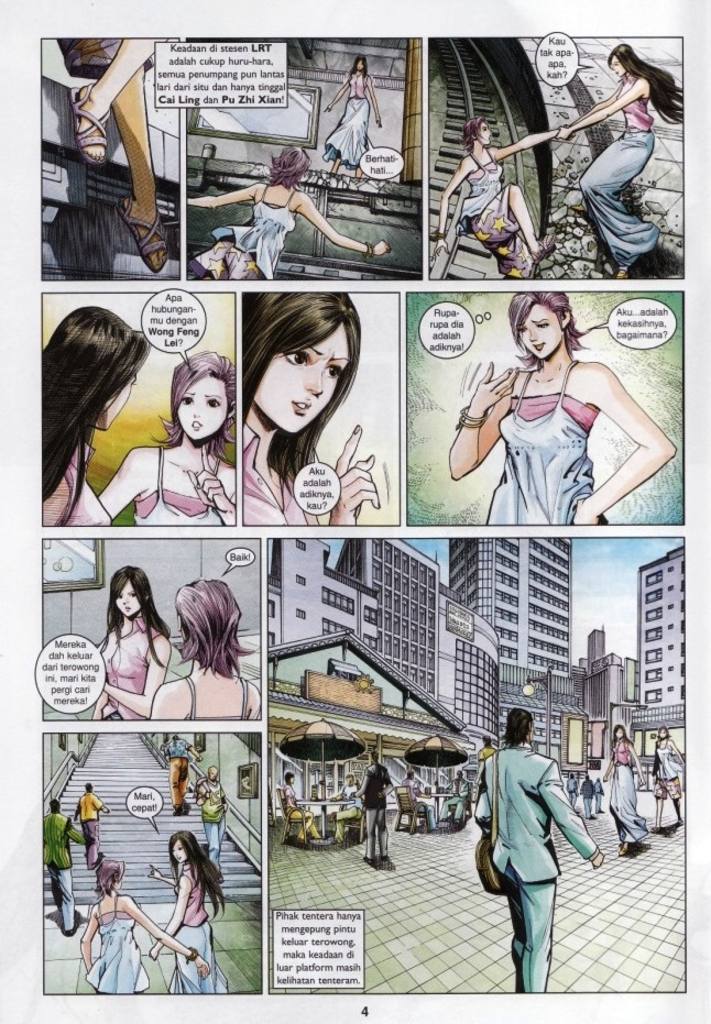 Keadaan di stesen LRT
adalah cukup huru-hara,
semua penumpang pun lantas
lari dari situ dan hanya tinggal
Cai Ling dan Pu Zhi Xian!
Berhati-
hati...
Kau
tak apa-
apa,
kah?
Apa
hubungan-
mu dengan
Wong Feng
Lei?
Aku
adalah
adiknya,
kau?
Rupa-
rupa dia
adalah
adiknya!
Aku...adalah
kekasihnya,
bagaimana?
Baik!
Mereka
dah keluar
dari terowong
ini, mari kita
pergi cari
mereka!
Mari,
cepat!
Pihak tentera hanya
mengepung pintu
keluar terowong,
maka keadaan di
luar platform masih
kelihatan tenteram.
4